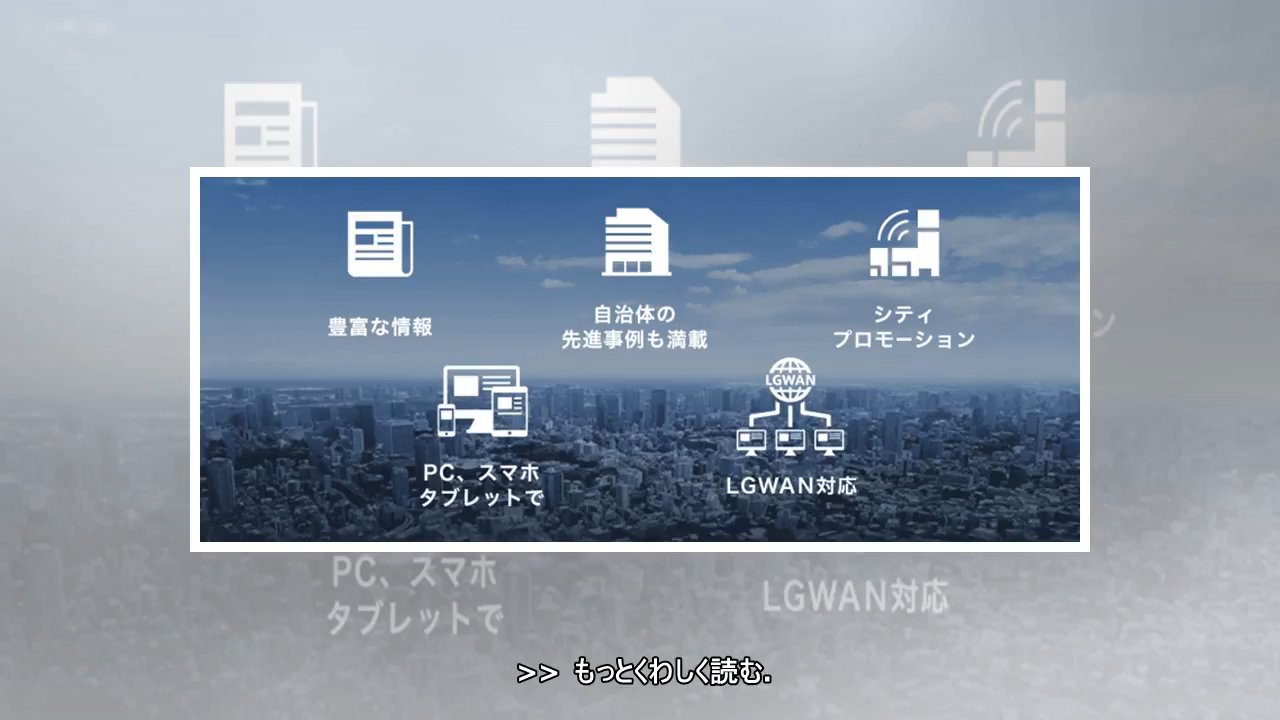 豊富な情報
自治体の
先進事例も満載
シティ
プロモーション
PC、スマホ
タブレットで
LGWAN
LGWAN対応
ン
PC、スマホ
タブレットで
LGWAN対応
>> もっとくわしく読む.